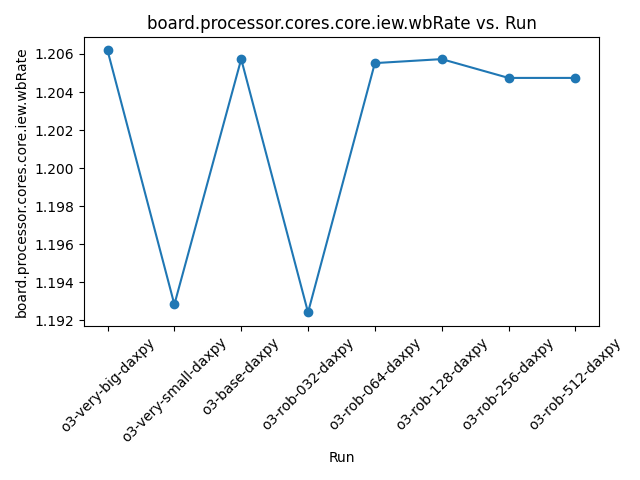 board.processor.cores.core.iew.wbRate vs. Run
board.processor.cores.core.iew.wbRate
1.206
1.204
1.202
1.200
1.198
1.196
1.194
1.192
o3-very-big-daxpy
o3-very-small-daxpy
o3-base-daxpy
o3-rob-032-daxpy
o3-rob-064-daxpy
o3-rob-128-daxpy
o3-rob-256-daxpy
o3-rob-512-daxpy
Run